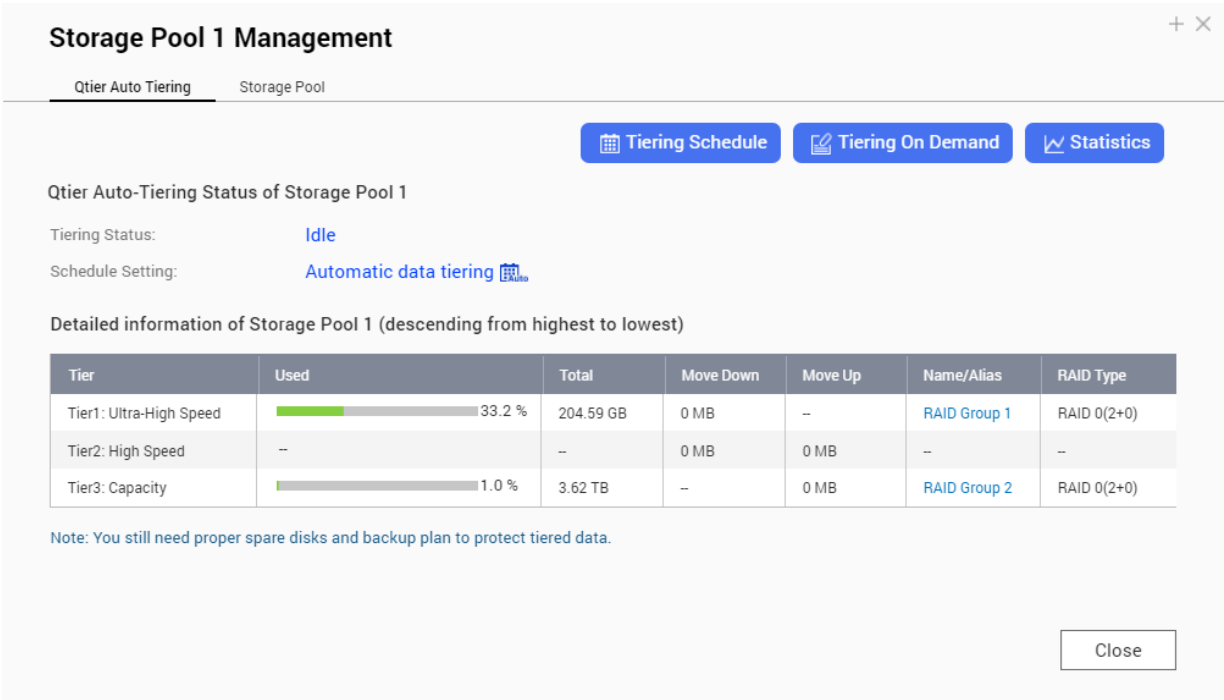 Storage Pool 1 Management
Qtier Auto Tiering Storage Pool
Tiering Schedule Tiering On Demand Statistics
Qtier Auto-Tiering Status of Storage Pool 1
Tiering Status: Idle
Schedule Setting: Automatic data tiering Auto
Detailed information of Storage Pool 1 (descending from highest to lowest)
Tier Used Total Move Down Move Up Name/Alias RAID Type
Tier1: Ultra-High Speed 33.2 % 204.59 GB 0 MB -- RAID Group 1 RAID 0(2+0)
Tier2: High Speed -- -- 0 MB 0 MB -- --
Tier3: Capacity 1.0 % 3.62 TB -- 0 MB RAID Group 2 RAID 0(2+0)
Note: You still need proper spare disks and backup plan to protect tiered data.
Close